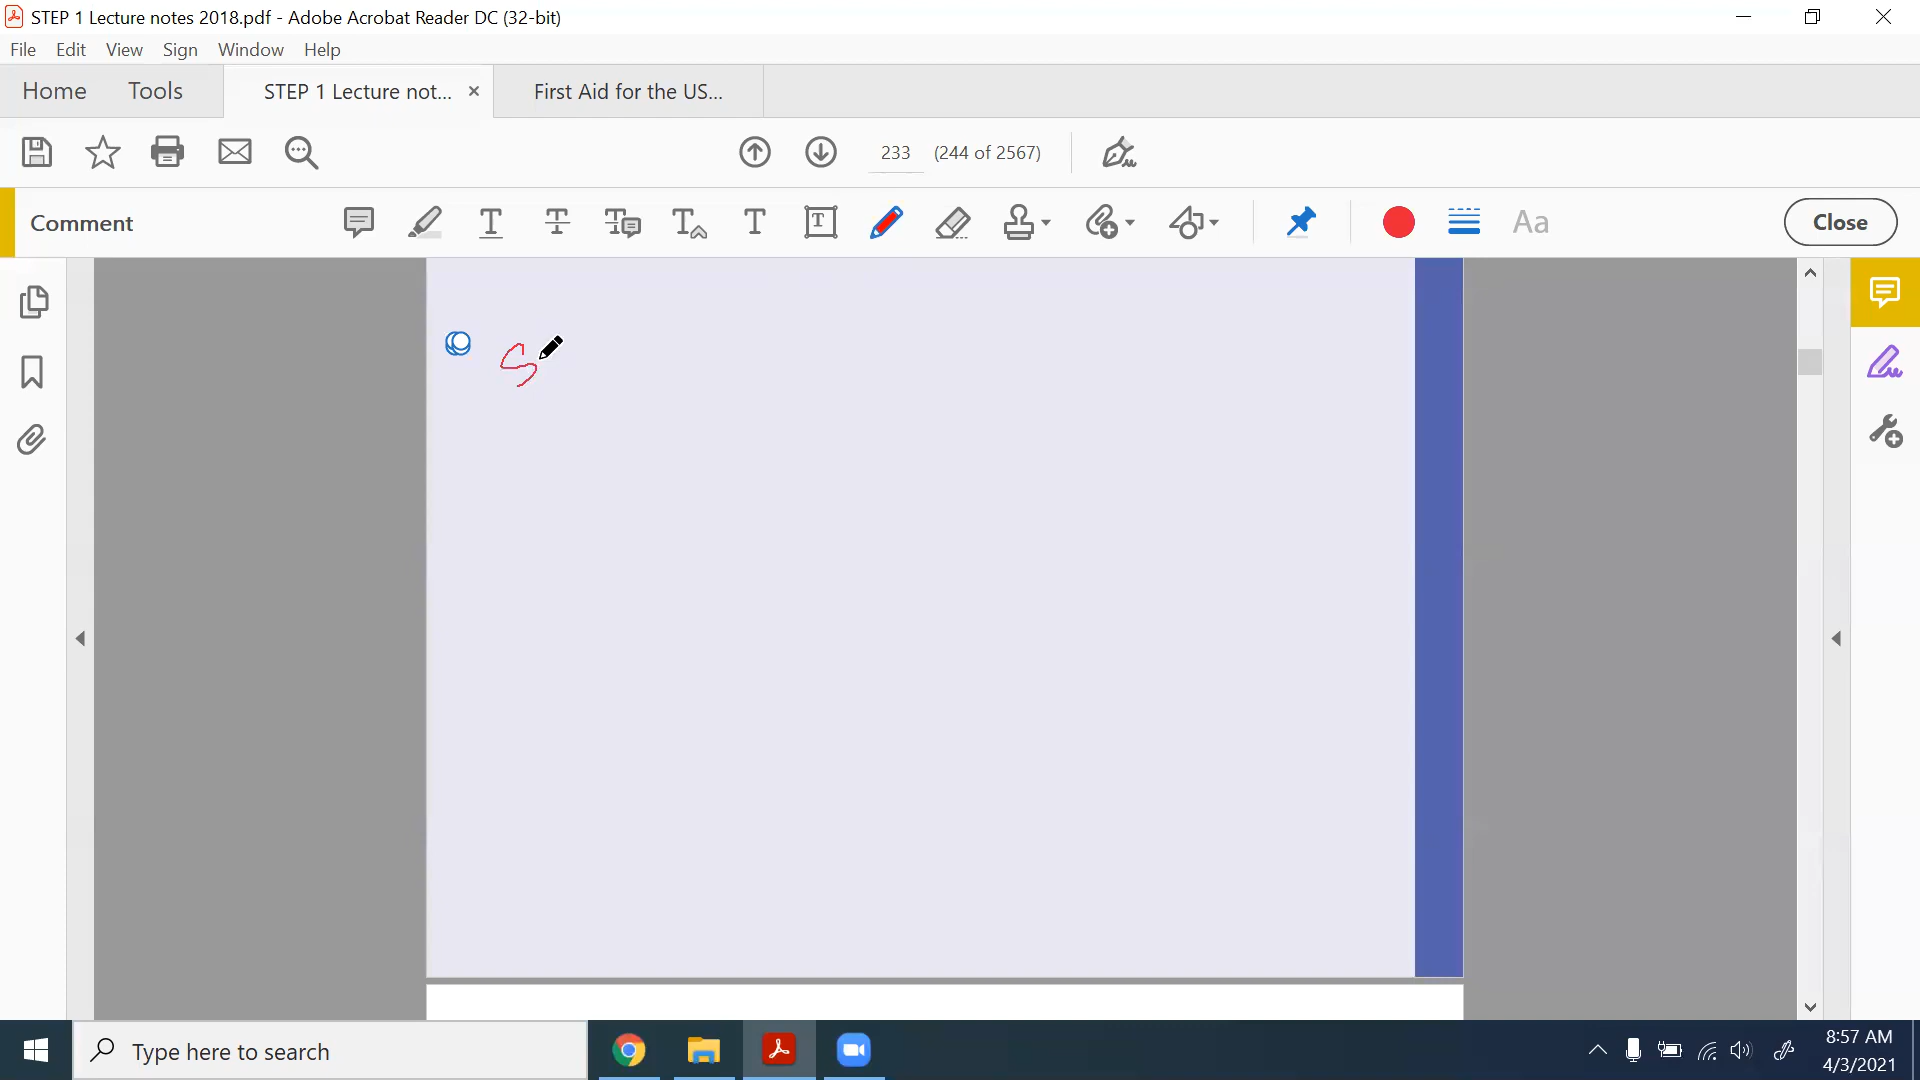 STEP 1 Lecture notes 2018.pdf - Adobe Acrobat Reader DC (32-bit)
File Edit View Sign Window Help
Home Tools STEP 1 Lecture not... × First Aid for the US...
233 (244 of 2567)
Comment Aa Close
S
Type here to search
8:57 AM
4/3/2021